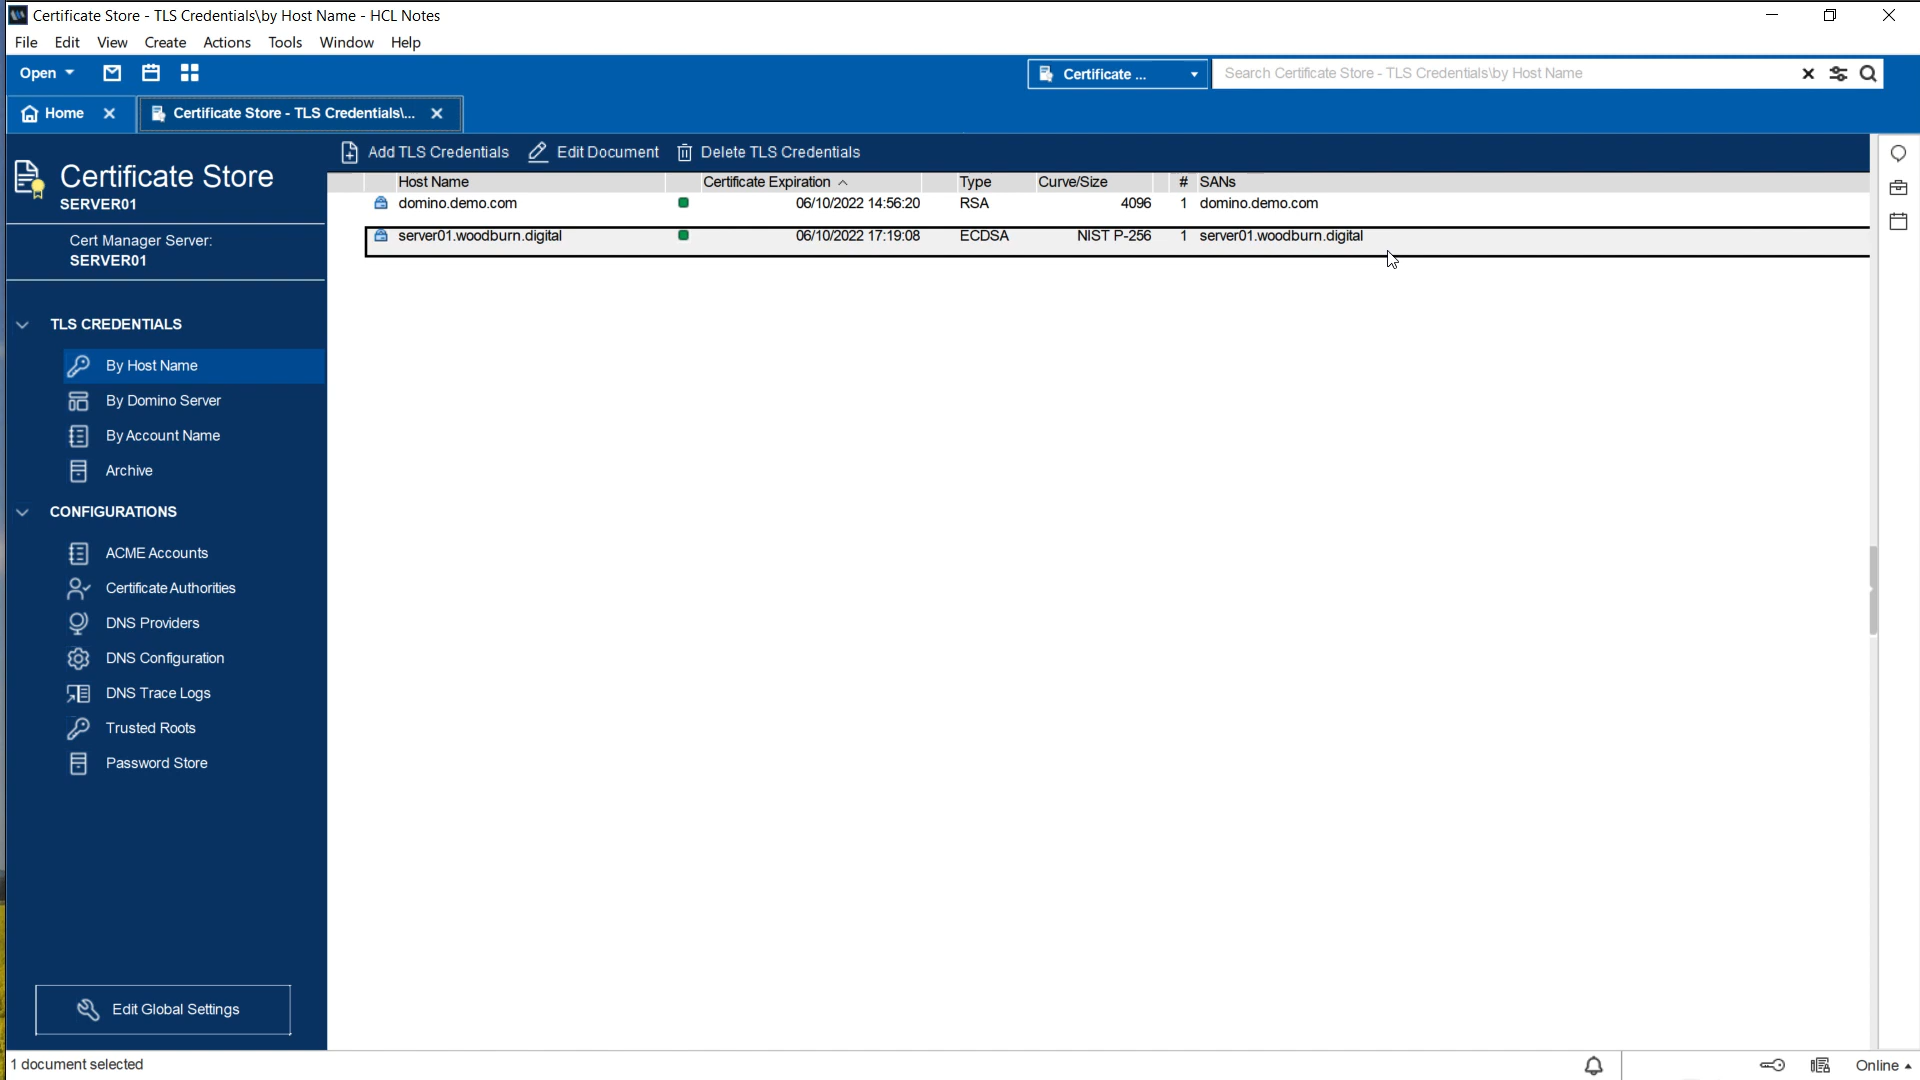 Certificate Store - TLS Credentials\by Host Name - HCL Notes
File Edit View Create Actions Tools Window Help
Open
Certificate ...
Search Certificate Store - TLS Credentials\by Host Name
Home
Certificate Store - TLS Credentials\...
Certificate Store
SERVER01
Cert Manager Server:
SERVER01
TLS CREDENTIALS
By Host Name
By Domino Server
By Account Name
Archive
CONFIGURATIONS
ACME Accounts
Certificate Authorities
DNS Providers
DNS Configuration
DNS Trace Logs
Trusted Roots
Password Store
Edit Global Settings
Add TLS Credentials Edit Document Delete TLS Credentials
Host Name Certificate Expiration Type Curve/Size # SANs
domino.demo.com 06/10/2022 14:56:20 RSA 4096 1 domino.demo.com
server01.woodburn.digital 06/10/2022 17:19:08 ECDSA NIST P-256 1 server01.woodburn.digital
1 document selected
Online